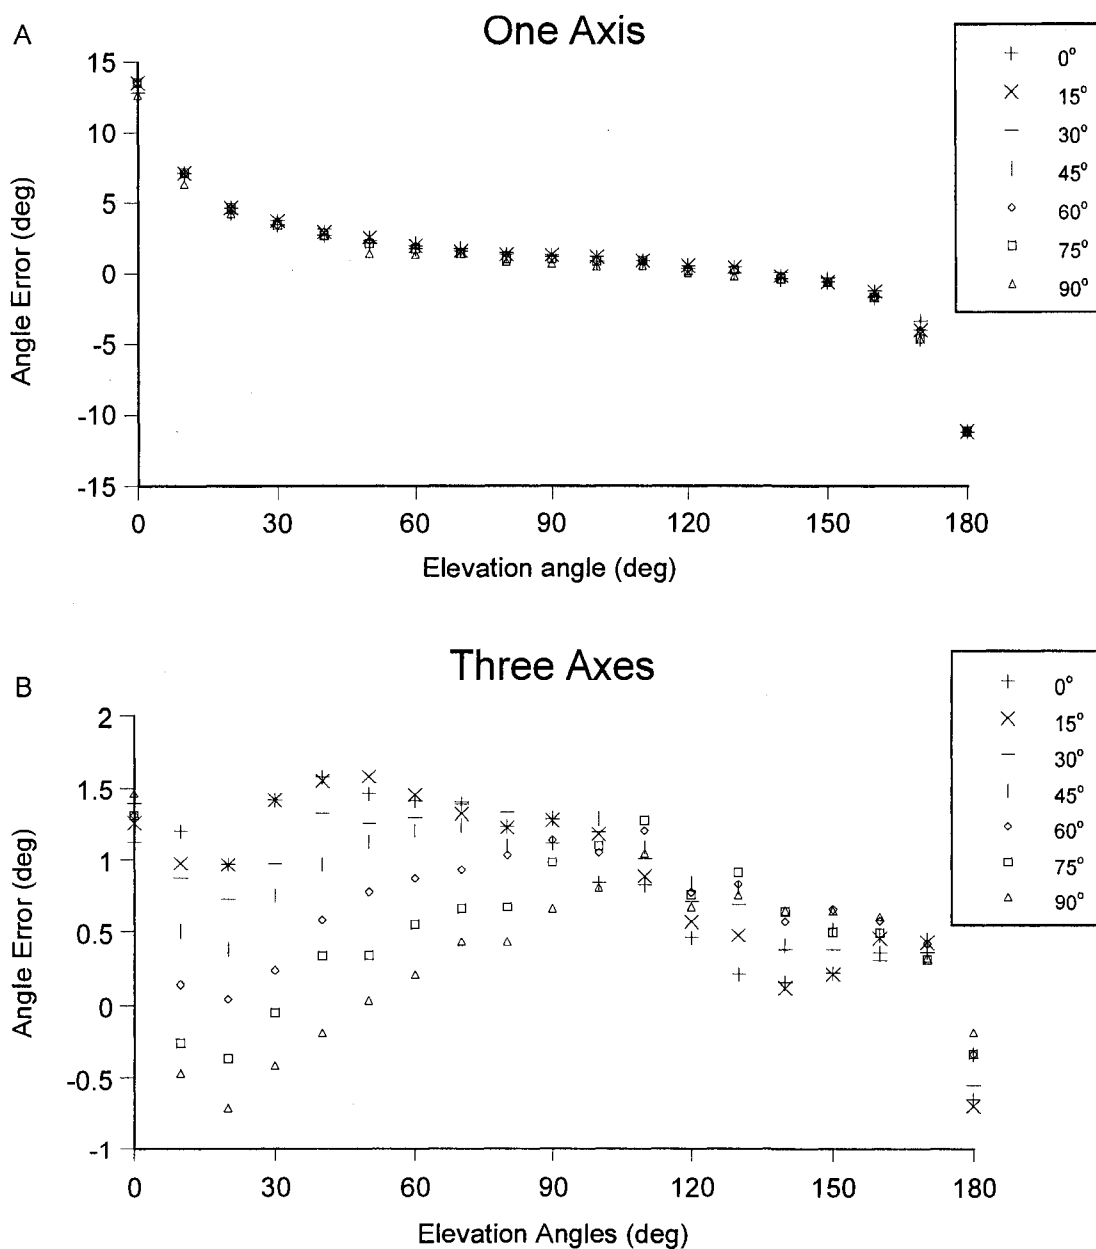 A
One Axis
15
10
5
0
-5
-10
-15
Angle Error (deg)
0 30 60 90 120 150 180
Elevation angle (deg)
0°
15°
30°
45°
60°
75°
90°
B
Three Axes
2
1.5
1
0.5
0
-0.5
-1
Angle Error (deg)
0 30 60 90 120 150 180
Elevation Angles (deg)
0°
15°
30°
45°
60°
75°
90°